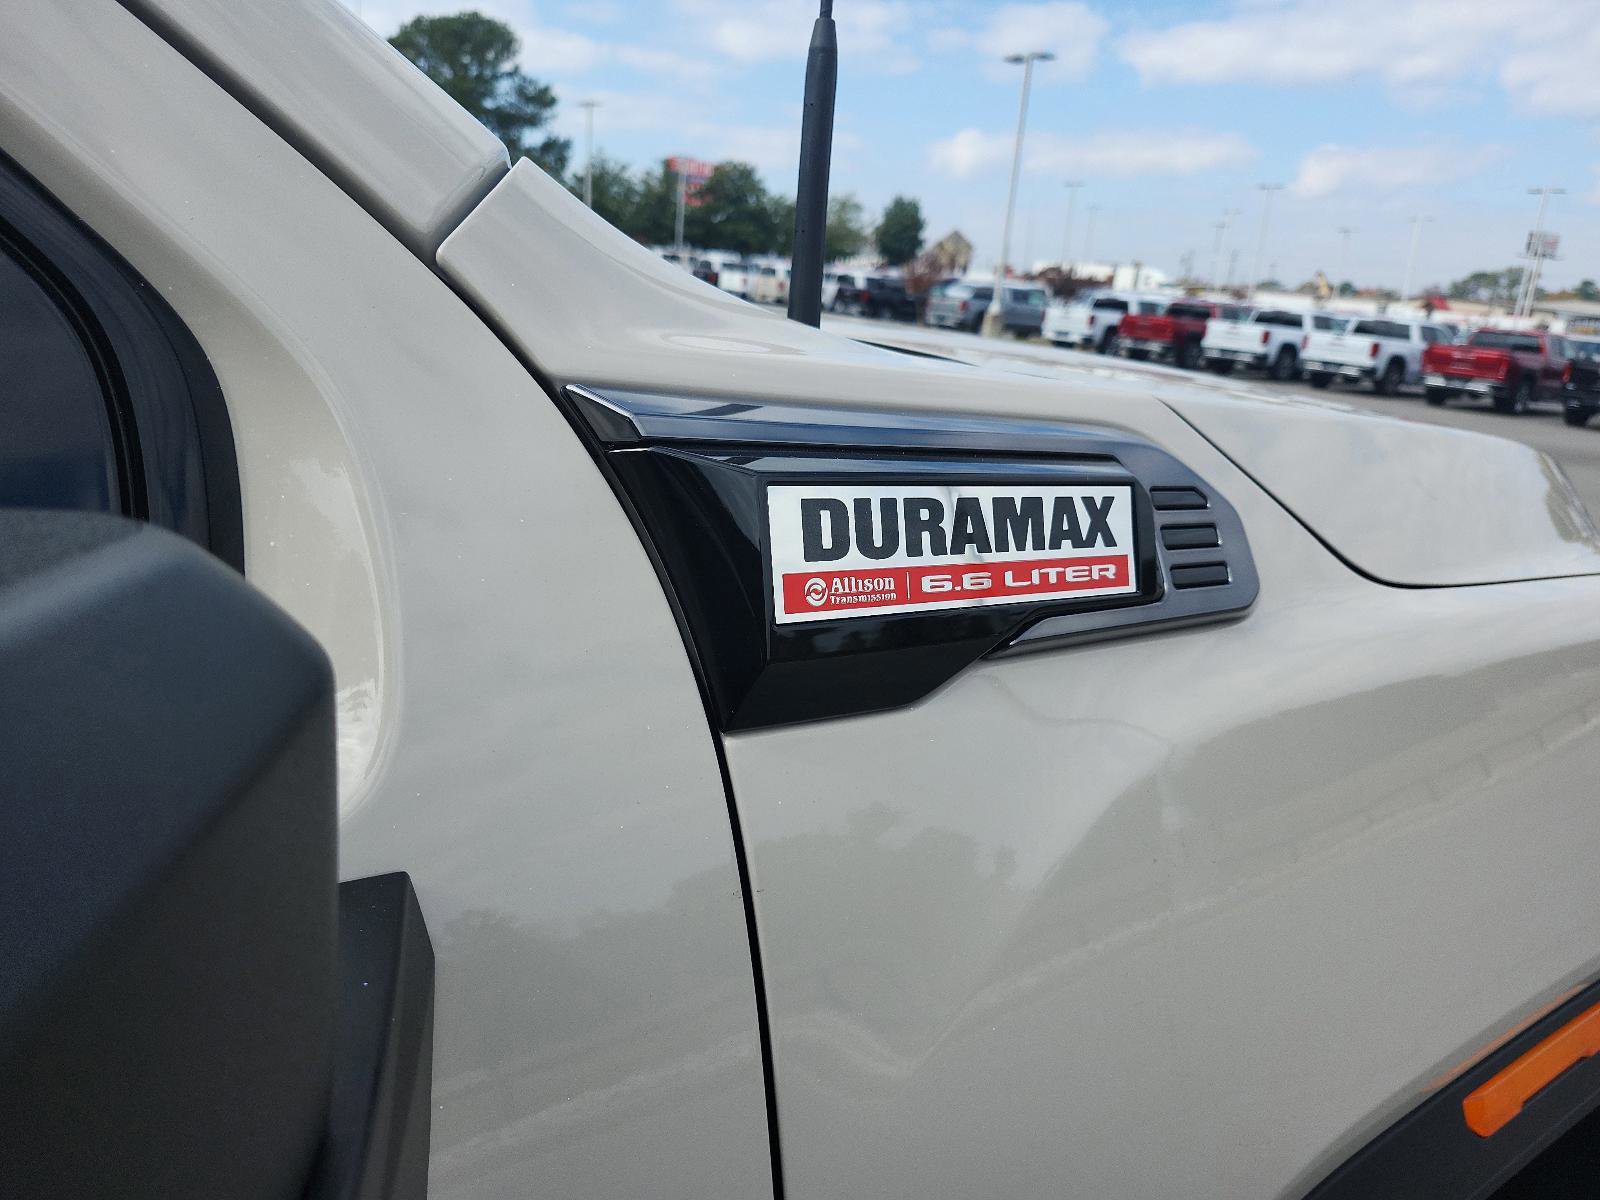 DURAMAX
Allison
Transmission
6.6 LITER